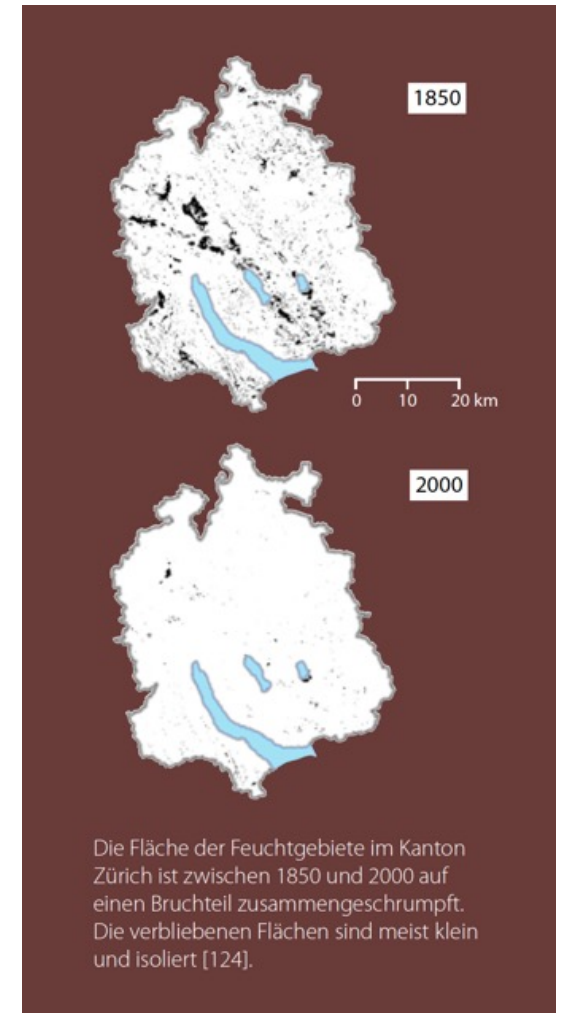 1850
0 10 20 km
2000
Die Fläche der Feuchtgebiete im Kanton
Zürich ist zwischen 1850 und 2000 auf
einen Bruchteil zusammengeschrumpft.
Die verbliebenen Flächen sind meist klein
und isoliert [124].